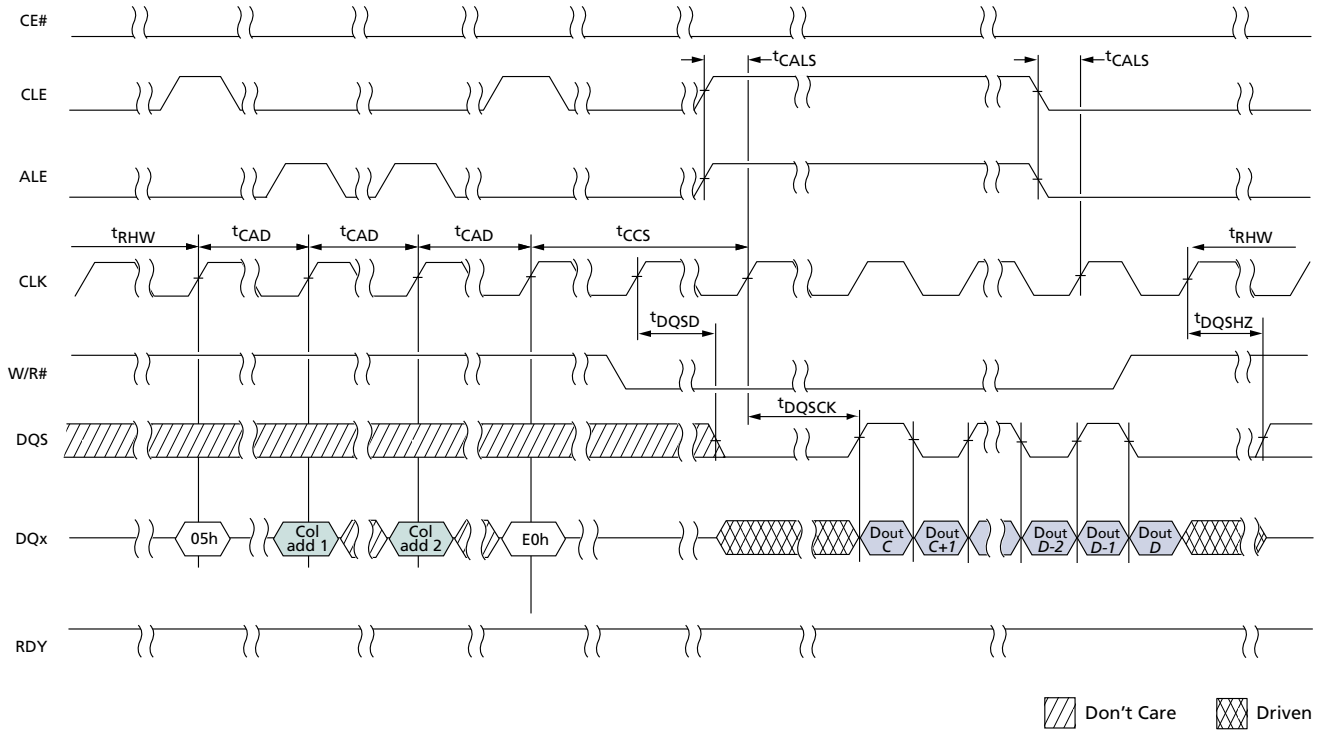 CE#
tCALS
tCALS
CLE
ALE
tRHW
tCAD
tCAD
tCAD
tCCS
tRHW
CLK
tDQSD
tDQSHZ
W/R#
tDQSCK
DQS
DQx
05h
Col
add 1
Col
add 2
E0h
Dout
C
Dout
C+1
Dout
D-2
Dout
D-1
Dout
D
RDY
Don't Care
Driven